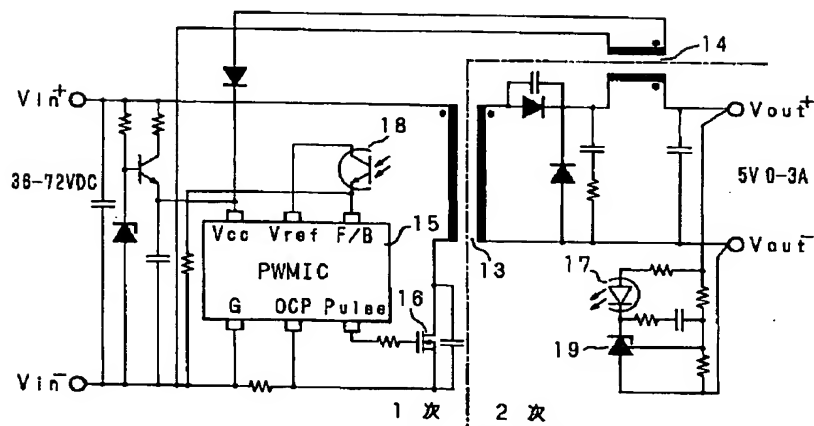 14
Vin+
18
Vout+
36-72VDC
5V 0-3A
Vcc Vref F/B
15
PWMIC
13
Vout-
G OCP Pulse
16
17
19
Vin-
1 次
2 次